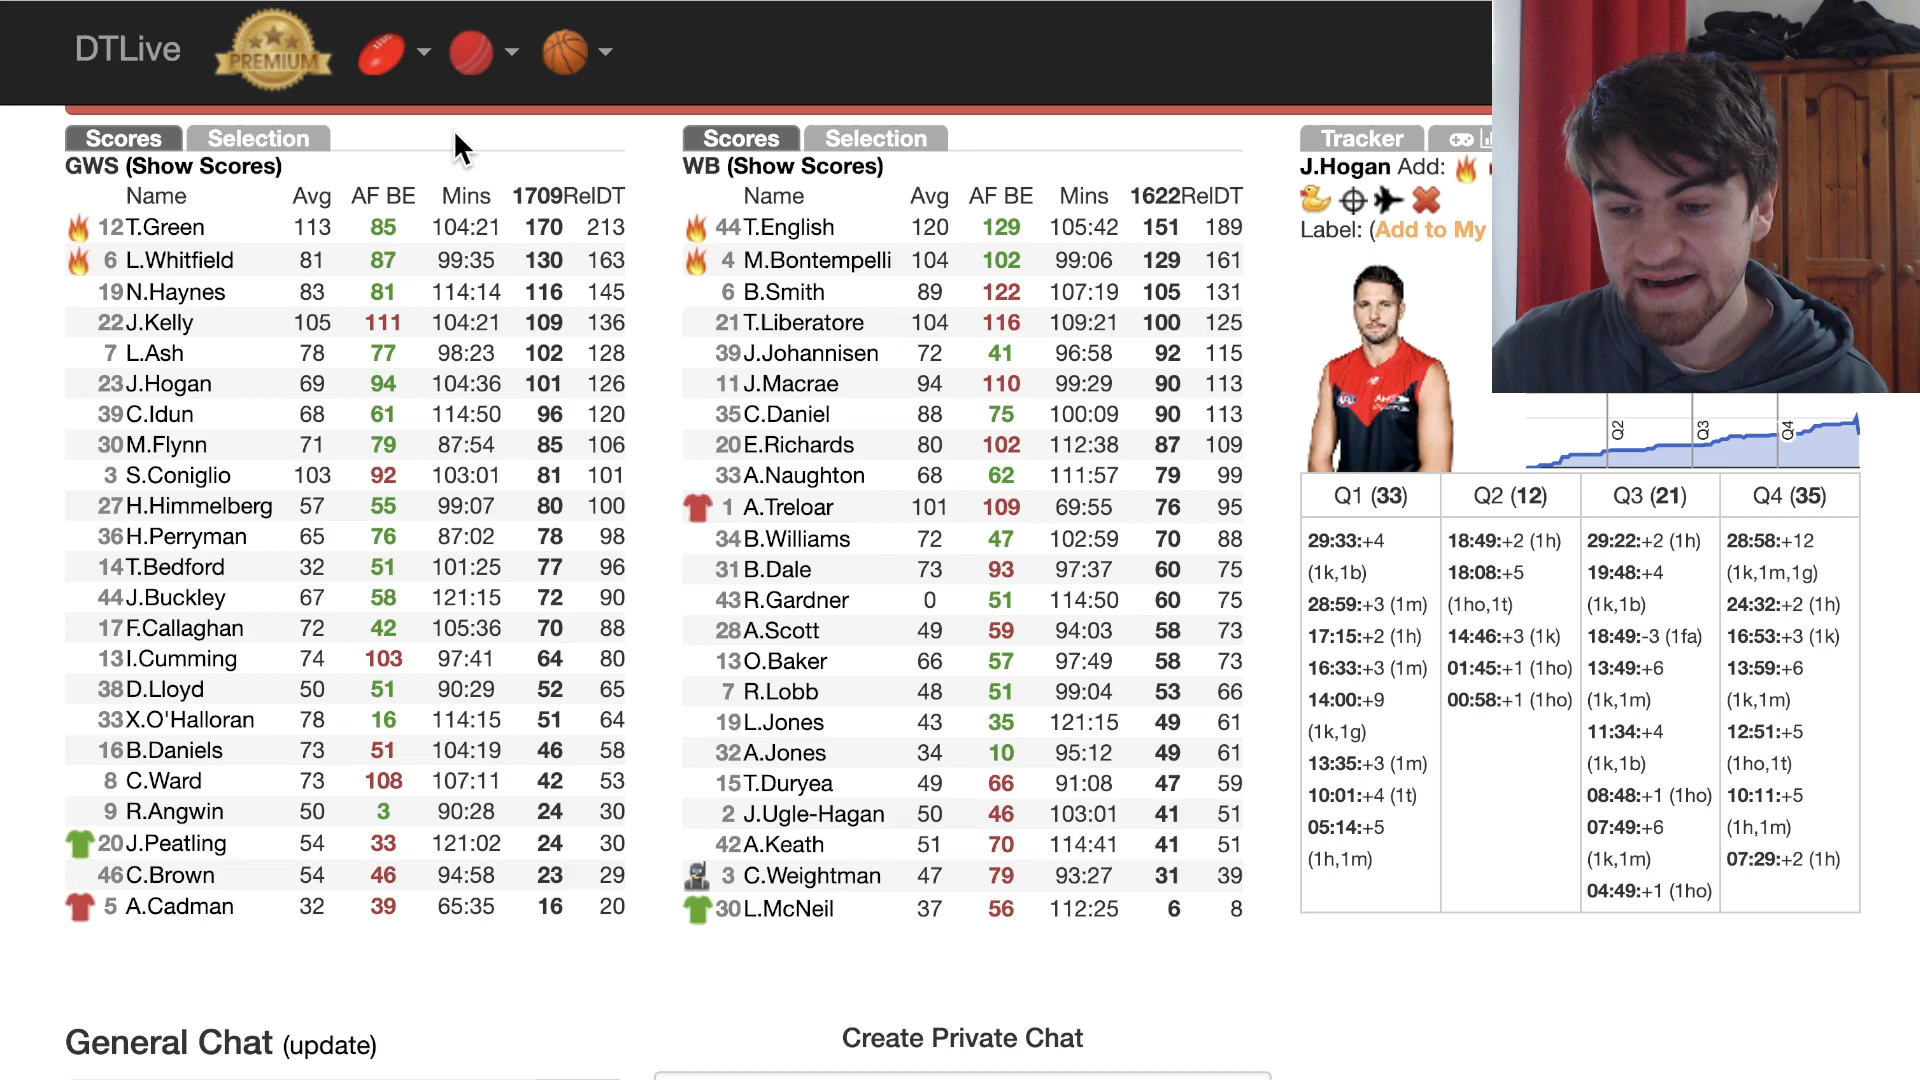 DTLive
PREMIUM
Scores Selection
GWS (Show Scores)
Name Avg AF BE Mins 1709RelDT
12 T.Green 113 85 104:21 170 213
6 L.Whitfield 81 87 99:35 130 163
19 N.Haynes 83 81 114:14 116 145
22 J.Kelly 105 111 104:21 109 136
7 L.Ash 78 77 98:23 102 128
23 J.Hogan 69 94 104:36 101 126
39 C.Idun 68 61 114:50 96 120
30 M.Flynn 71 79 87:54 85 106
3 S.Coniglio 103 92 103:01 81 101
27 H.Himmelberg 57 55 99:07 80 100
36 H.Perryman 65 76 87:02 78 98
14 T.Bedford 32 51 101:25 77 96
44 J.Buckley 67 58 121:15 72 90
17 F.Callaghan 72 42 105:36 70 88
13 I.Cumming 74 103 97:41 64 80
38 D.Lloyd 50 51 90:29 52 65
33 X.O'Halloran 78 16 114:15 51 64
16 B.Daniels 73 51 104:19 46 58
8 C.Ward 73 108 107:11 42 53
9 R.Angwin 50 3 90:28 24 30
20 J.Peatling 54 33 121:02 24 30
46 C.Brown 54 46 94:58 23 29
5 A.Cadman 32 39 65:35 16 20
Scores Selection
WB (Show Scores)
Name Avg AF BE Mins 1622RelDT
44 T.English 120 129 105:42 151 189
4 M.Bontempelli 104 102 99:06 129 161
6 B.Smith 89 122 107:19 105 131
21 T.Liberatore 104 116 109:21 100 125
39 J.Johannisen 72 41 96:58 92 115
11 J.Macrae 94 110 99:29 90 113
35 C.Daniel 88 75 100:09 90 113
20 E.Richards 80 102 112:38 87 109
33 A.Naughton 68 62 111:57 79 99
1 A.Treloar 101 109 69:55 76 95
34 B.Williams 72 47 102:59 70 88
31 B.Dale 73 93 97:37 60 75
43 R.Gardner 0 51 114:50 60 75
28 A.Scott 49 59 94:03 58 73
13 O.Baker 66 57 97:49 58 73
7 R.Lobb 48 51 99:04 53 66
19 L.Jones 43 35 121:15 49 61
32 A.Jones 34 10 95:12 49 61
15 T.Duryea 49 66 91:08 47 59
2 J.Ugle-Hagan 50 46 103:01 41 51
42 A.Keath 51 70 114:41 41 51
3 C.Weightman 47 79 93:27 31 39
30 L.McNeil 37 56 112:25 6 8
Tracker
J.Hogan Add:
Label: (Add to My
Q2 Q3 Q4
Q1 (33)
29:33:+4
(1k,1b)
28:59:+3 (1m)
17:15:+2 (1h)
16:33:+3 (1m)
14:00:+9
(1k,1g)
13:35:+3 (1m)
10:01:+4 (1t)
05:14:+5
(1h,1m)
Q2 (12)
18:49:+2 (1h)
18:08:+5
(1ho,1t)
14:46:+3 (1k)
01:45:+1 (1ho)
00:58:+1 (1ho)
Q3 (21)
29:22:+2 (1h)
19:48:+4
(1k,1b)
18:49:-3 (1fa)
13:49:+6
(1k,1m)
11:34:+4
(1k,1b)
08:48:+1 (1ho)
07:49:+6
(1k,1m)
04:49:+1 (1ho)
Q4 (35)
28:58:+12
(1k,1m,1g)
24:32:+2 (1h)
16:53:+3 (1k)
13:59:+6
(1k,1m)
12:51:+5
(1ho,1t)
10:11:+5
(1h,1m)
07:29:+2 (1h)
General Chat (update)
Create Private Chat